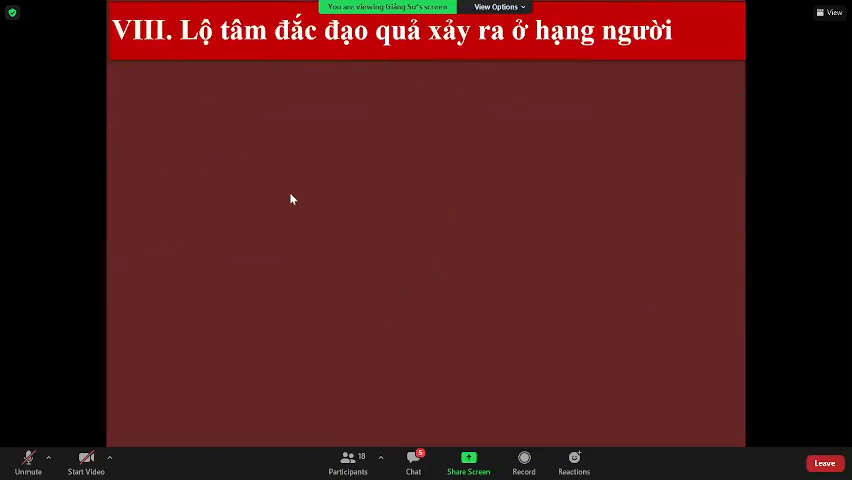 You are viewing Giảng Sư's screen
View Options
View
VIII. Lộ tâm đắc đạo quả xảy ra ở hạng người
Unmute
Start Video
18
Participants
5
Chat
Share Screen
Record
Reactions
Leave